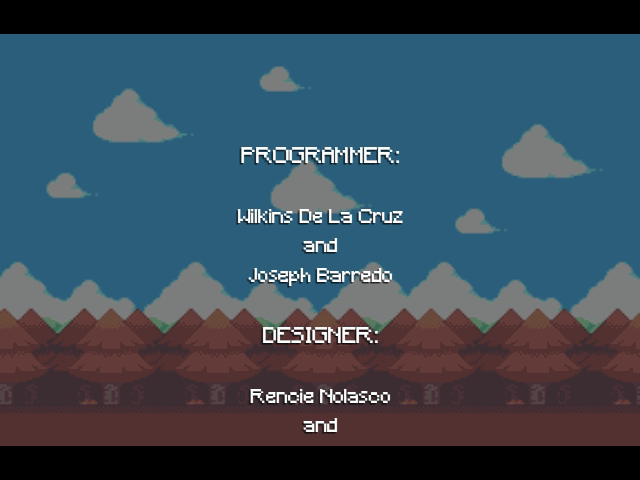 PROGRAMMER:
Wilkins De La Cruz
and
Joseph Barredo
DESIGNER:
Rencie Nolasco
and